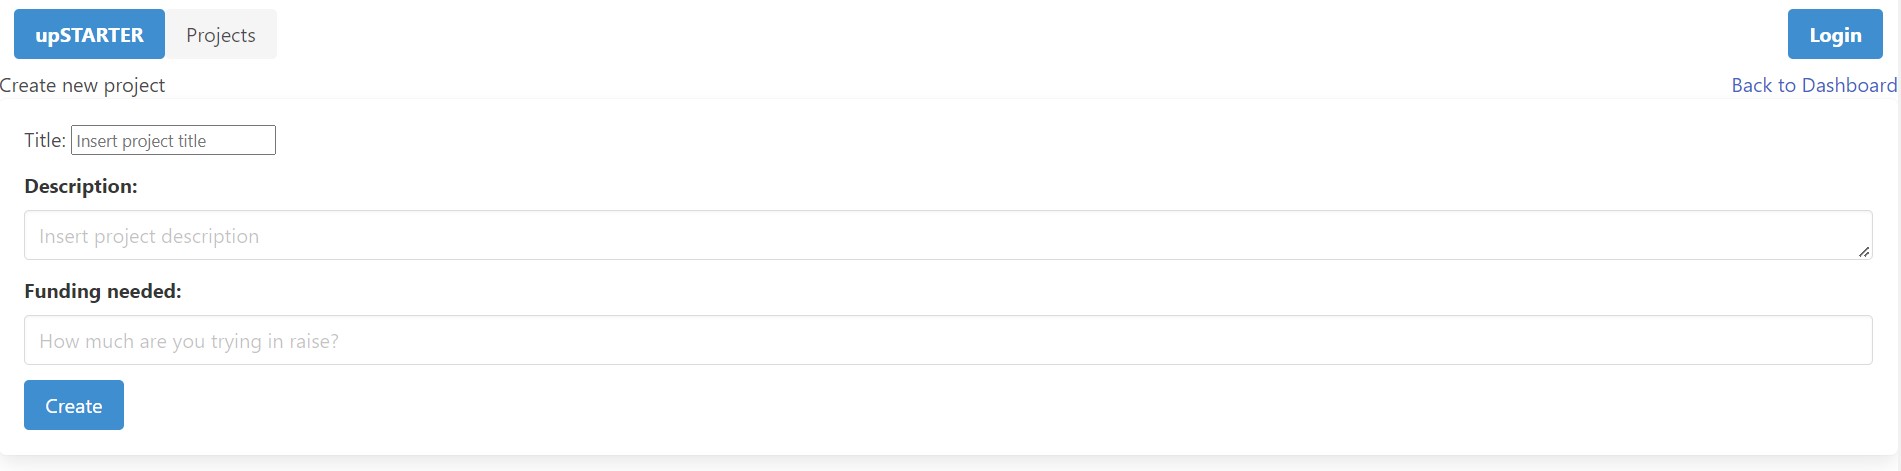 upSTARTER Projects Login
Create new project Back to Dashboard
Title: Insert project title
Description:
Insert project description
Funding needed:
How much are you trying in raise?
Create